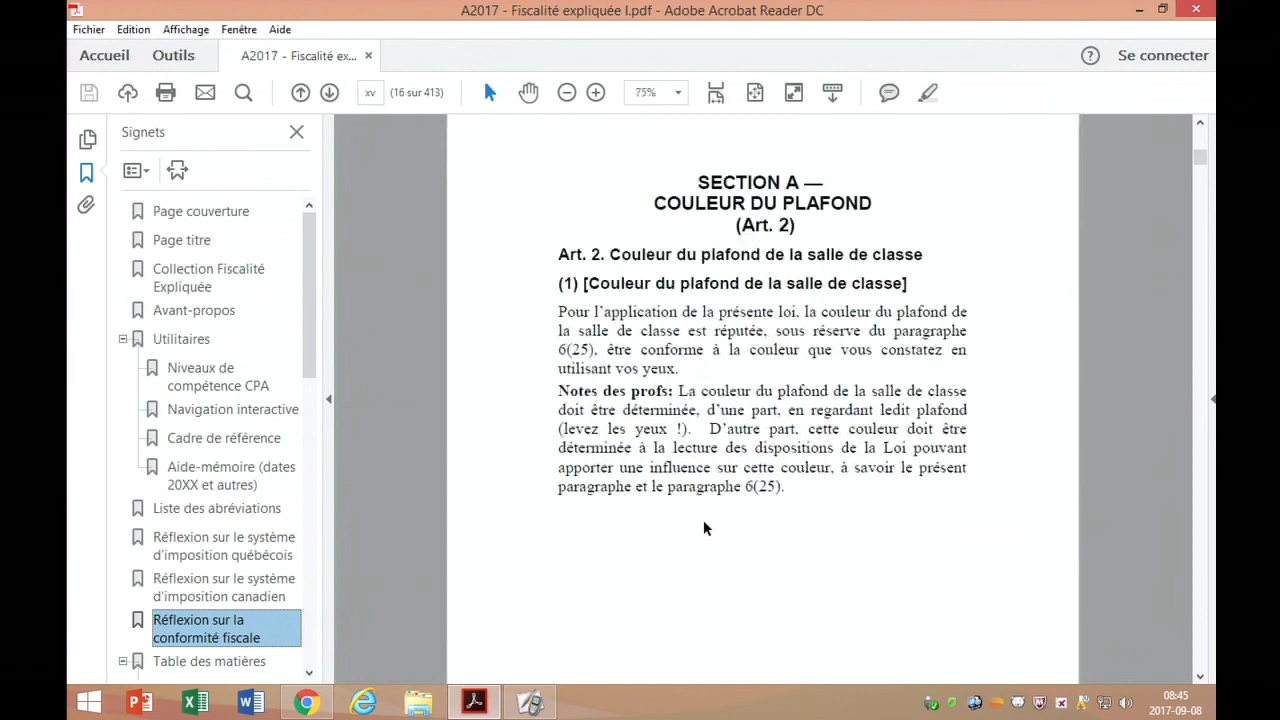 A2017 - Fiscalité expliquée I.pdf - Adobe Acrobat Reader DC
Fichier Edition Affichage Fenêtre Aide
Accueil Outils A2017 - Fiscalité ex... Se connecter
xv (16 sur 413) 75%
Signets
Page couverture
Page titre
Collection Fiscalité
Expliquée
Avant-propos
Utilitaires
Niveaux de
compétence CPA
Navigation interactive
Cadre de référence
Aide-mémoire (dates
20XX et autres)
Liste des abréviations
Réflexion sur le système
d'imposition québécois
Réflexion sur le système
d'imposition canadien
Réflexion sur la
conformité fiscale
Table des matières
SECTION A —
COULEUR DU PLAFOND
(Art. 2)
Art. 2. Couleur du plafond de la salle de classe
(1) [Couleur du plafond de la salle de classe]
Pour l'application de la présente loi, la couleur du plafond de
la salle de classe est réputée, sous réserve du paragraphe
6(25), être conforme à la couleur que vous constatez en
utilisant vos yeux.
Notes des profs: La couleur du plafond de la salle de classe
doit être déterminée, d'une part, en regardant ledit plafond
(levez les yeux !). D'autre part, cette couleur doit être
déterminée à la lecture des dispositions de la Loi pouvant
apporter une influence sur cette couleur, à savoir le présent
paragraphe et le paragraphe 6(25).
08:45
2017-09-08